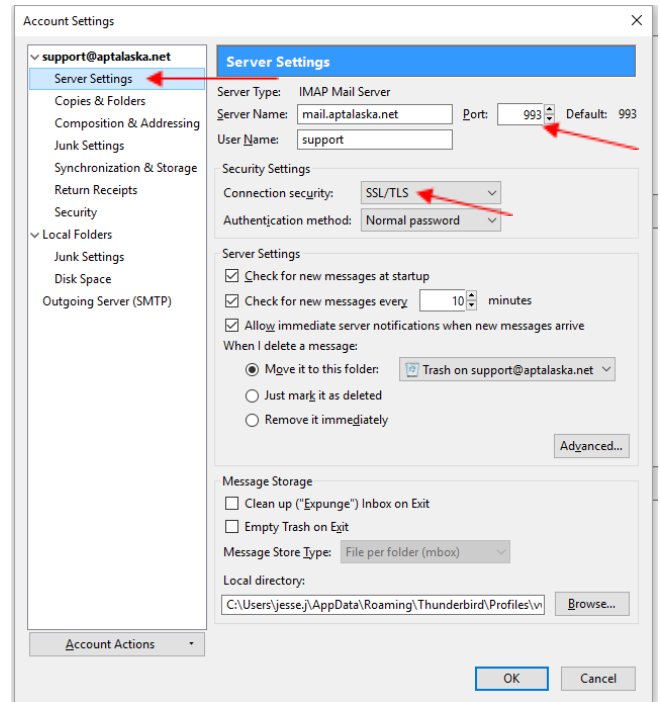 Account Settings
support@aptalaska.net
Server Settings
Copies & Folders
Composition & Addressing
Junk Settings
Synchronization & Storage
Return Receipts
Security
Local Folders
Junk Settings
Disk Space
Outgoing Server (SMTP)
Account Actions
Server Settings
Server Type: IMAP Mail Server
Server Name: mail.aptalaska.net Port: 993 Default: 993
User Name: support
Security Settings
Connection security: SSL/TLS
Authentication method: Normal password
Server Settings
Check for new messages at startup
Check for new messages every 10 minutes
Allow immediate server notifications when new messages arrive
When I delete a message:
Move it to this folder: Trash on support@aptalaska.net
Just mark it as deleted
Remove it immediately
Advanced...
Message Storage
Clean up ("Expunge") Inbox on Exit
Empty Trash on Exit
Message Store Type: File per folder (mbox)
Local directory:
C:\Users\jesse.j\AppData\Roaming\Thunderbird\Profiles\ Browse...
OK Cancel